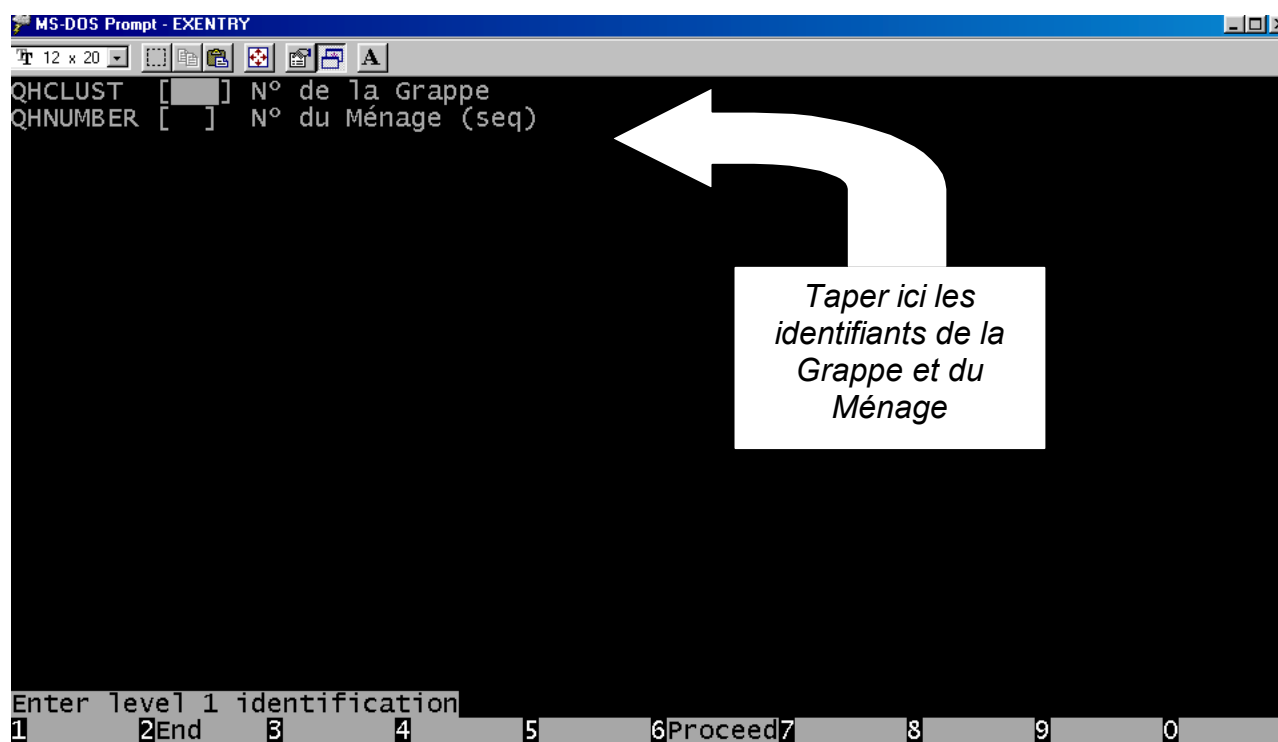 MS-DOS Prompt - EXENTRY
Tr 12 x 20 A
QHCLUST [ ] N° de la Grappe
QHNUMBER [ ] N° du Ménage (seq)
Taper ici les
identifiants de la
Grappe et du
Ménage
Enter level 1 identification
1 2End 3 4 5 6Proceed7 8 9 0